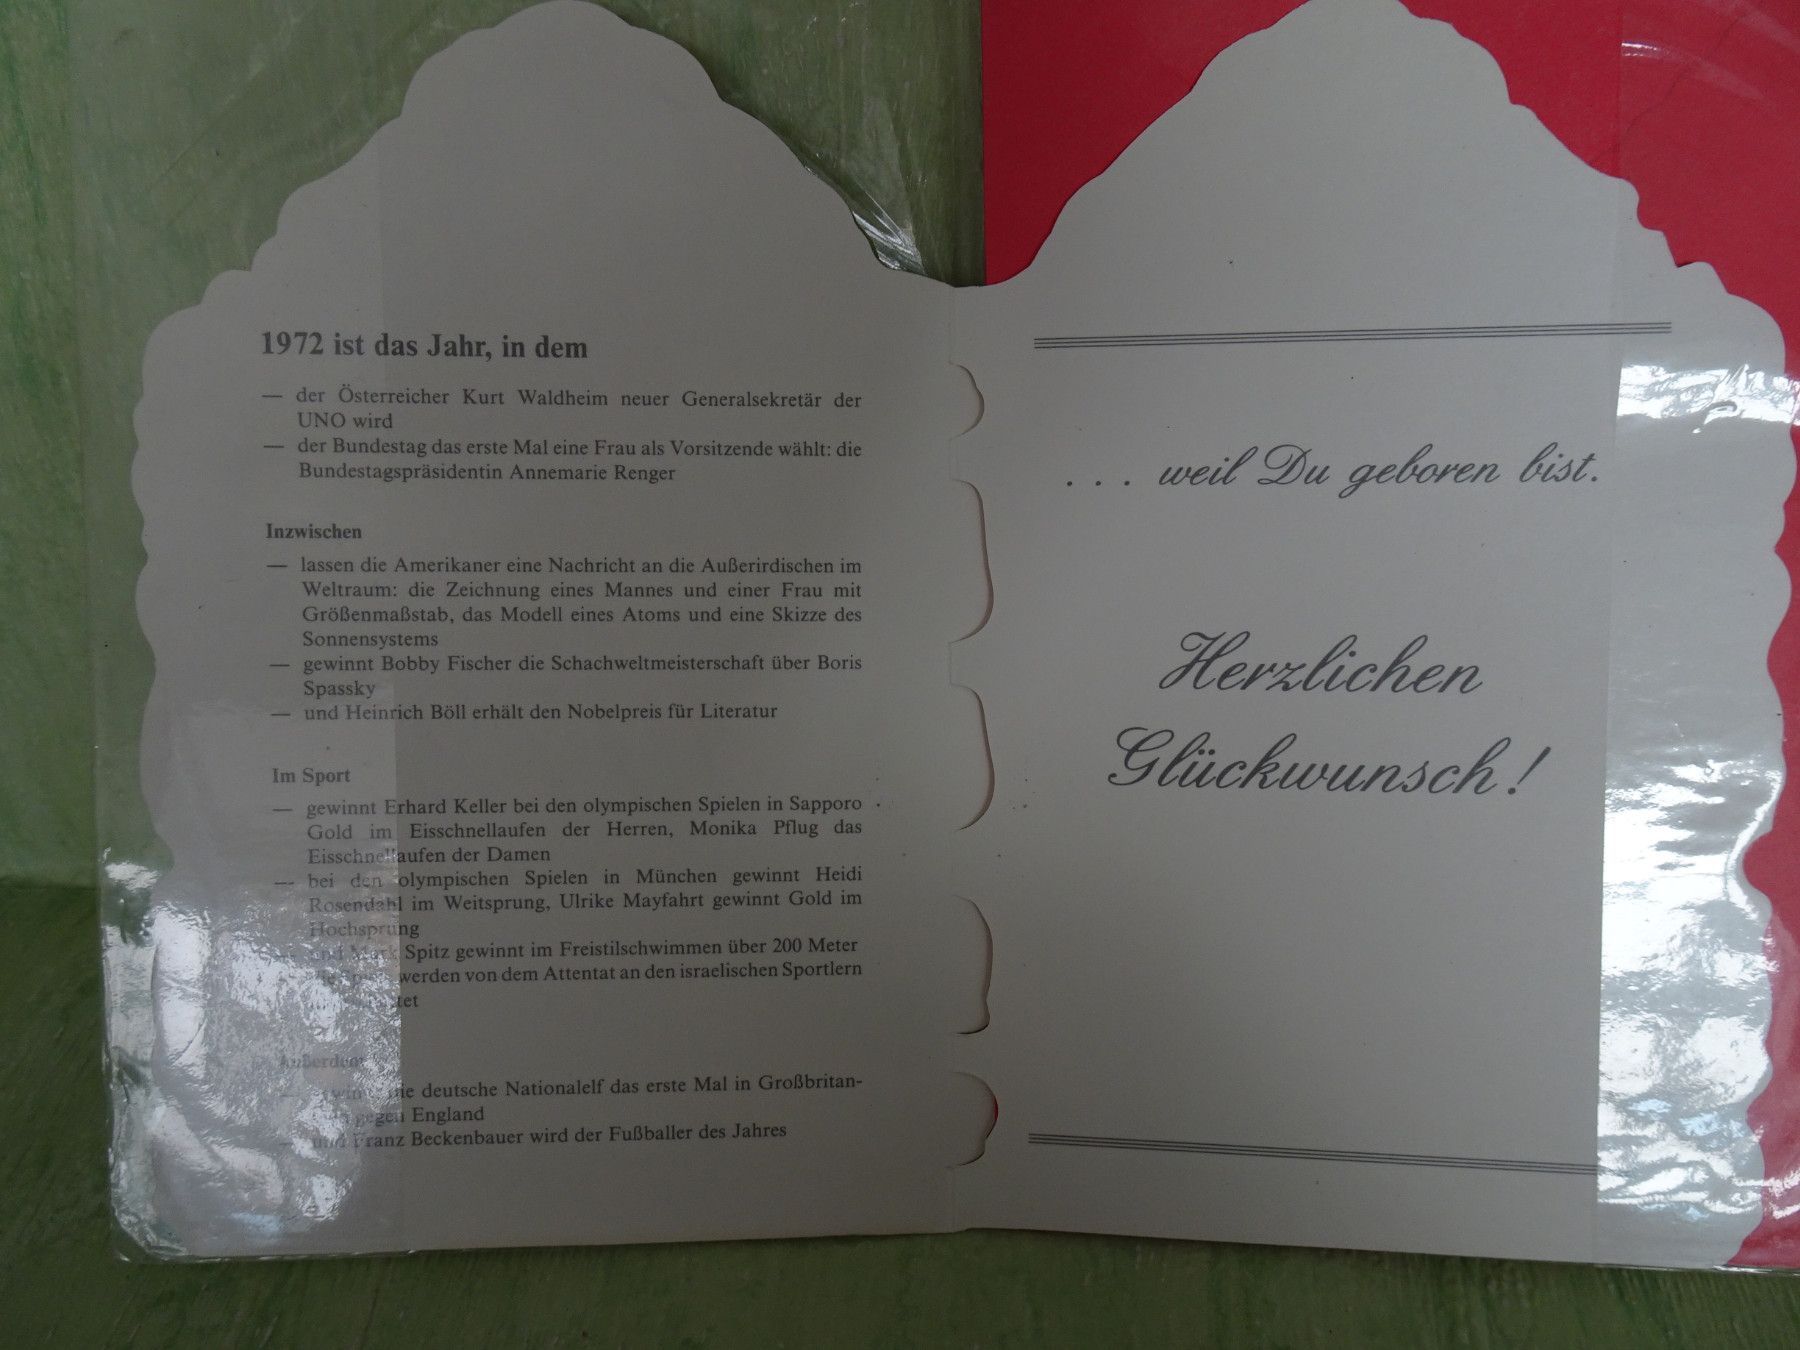 1972 ist das Jahr, in dem
— der Österreicher Kurt Waldheim neuer Generalsekretär der
UNO wird
— der Bundestag das erste Mal eine Frau als Vorsitzende wählt: die
Bundestagspräsidentin Annemarie Renger
Inzwischen
— lassen die Amerikaner eine Nachricht an die Außerirdischen im
Weltraum: die Zeichnung eines Mannes und einer Frau mit
Größenmaßstab, das Modell eines Atoms und eine Skizze des
Sonnensystems
— gewinnt Bobby Fischer die Schachweltmeisterschaft über Boris
Spassky
— und Heinrich Böll erhält den Nobelpreis für Literatur
Im Sport
— gewinnt Erhard Keller bei den olympischen Spielen in Sapporo
Gold im Eisschnellaufen der Herren, Monika Pflug das
Eisschnellaufen der Damen
— bei den olympischen Spielen in München gewinnt Heidi
Rosendahl im Weitsprung, Ulrike Mayfahrt gewinnt Gold im
Hochsprung
und Mark Spitz gewinnt im Freistilschwimmen über 200 Meter
werden von dem Attentat an den israelischen Sportlern
Außerdem
— die deutsche Nationalelf das erste Mal in Großbritan-
gegen England
— und Franz Beckenbauer wird der Fußballer des Jahres
. . . weil Du geboren bist.
Herzlichen
Glückwunsch!